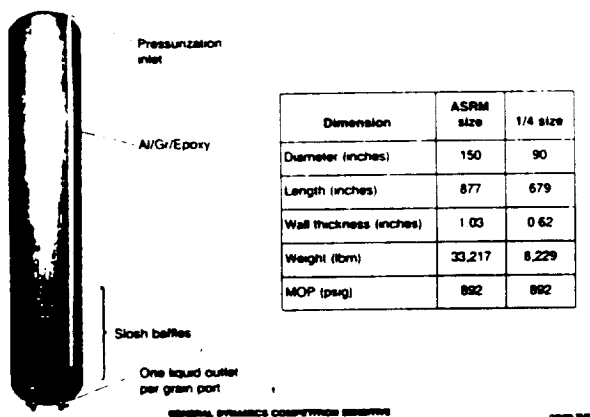 Pressurization
inlet
Al/Gr/Epoxy
Slosh baffles
One liquid outlet
per grain port
Dimension | ASRM size | 1/4 size
Diameter (inches) | 150 | 90
Length (inches) | 877 | 679
Wall thickness (inches) | 1.03 | 0.62
Weight (lbm) | 33,217 | 8,229
MOP (psig) | 892 | 892
GENERAL DYNAMICS COMPETITION SENSITIVE